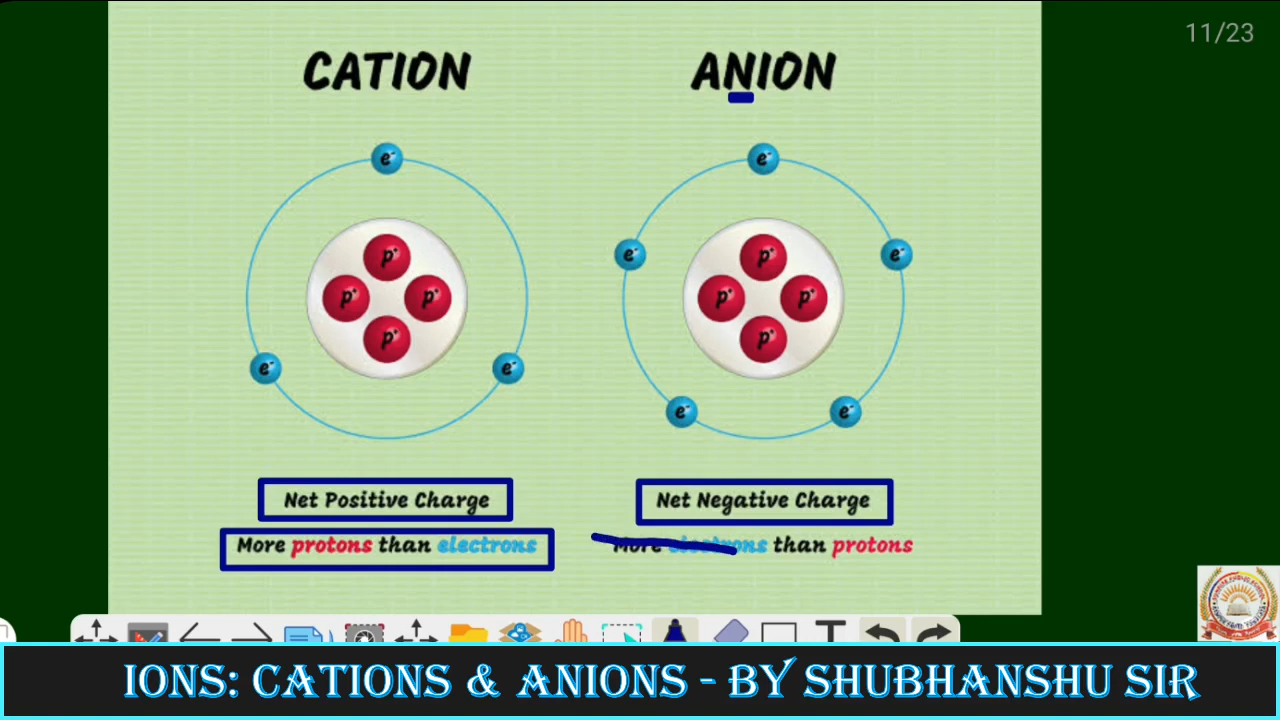 11/23
CATION
ANION
e⁻
e⁻
e⁻
p⁺
p⁺
p⁺
p⁺
e⁻
e⁻
e⁻
e⁻
e⁻
p⁺
p⁺
p⁺
p⁺
Net Positive Charge
More protons than electrons
Net Negative Charge
More electrons than protons
T
IONS: CATIONS & ANIONS - BY SHUBHANSHU SIR